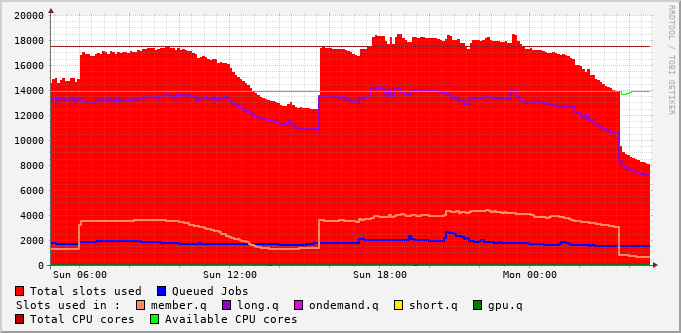 20000
18000
16000
14000
12000
10000
8000
6000
4000
2000
0
Sun 06:00 Sun 12:00 Sun 18:00 Mon 00:00
Total slots used Queued Jobs
Slots used in : member.q long.q ondemand.q short.q gpu.q
Total CPU cores Available CPU cores
RRDTOOL / TOBI OETIKER